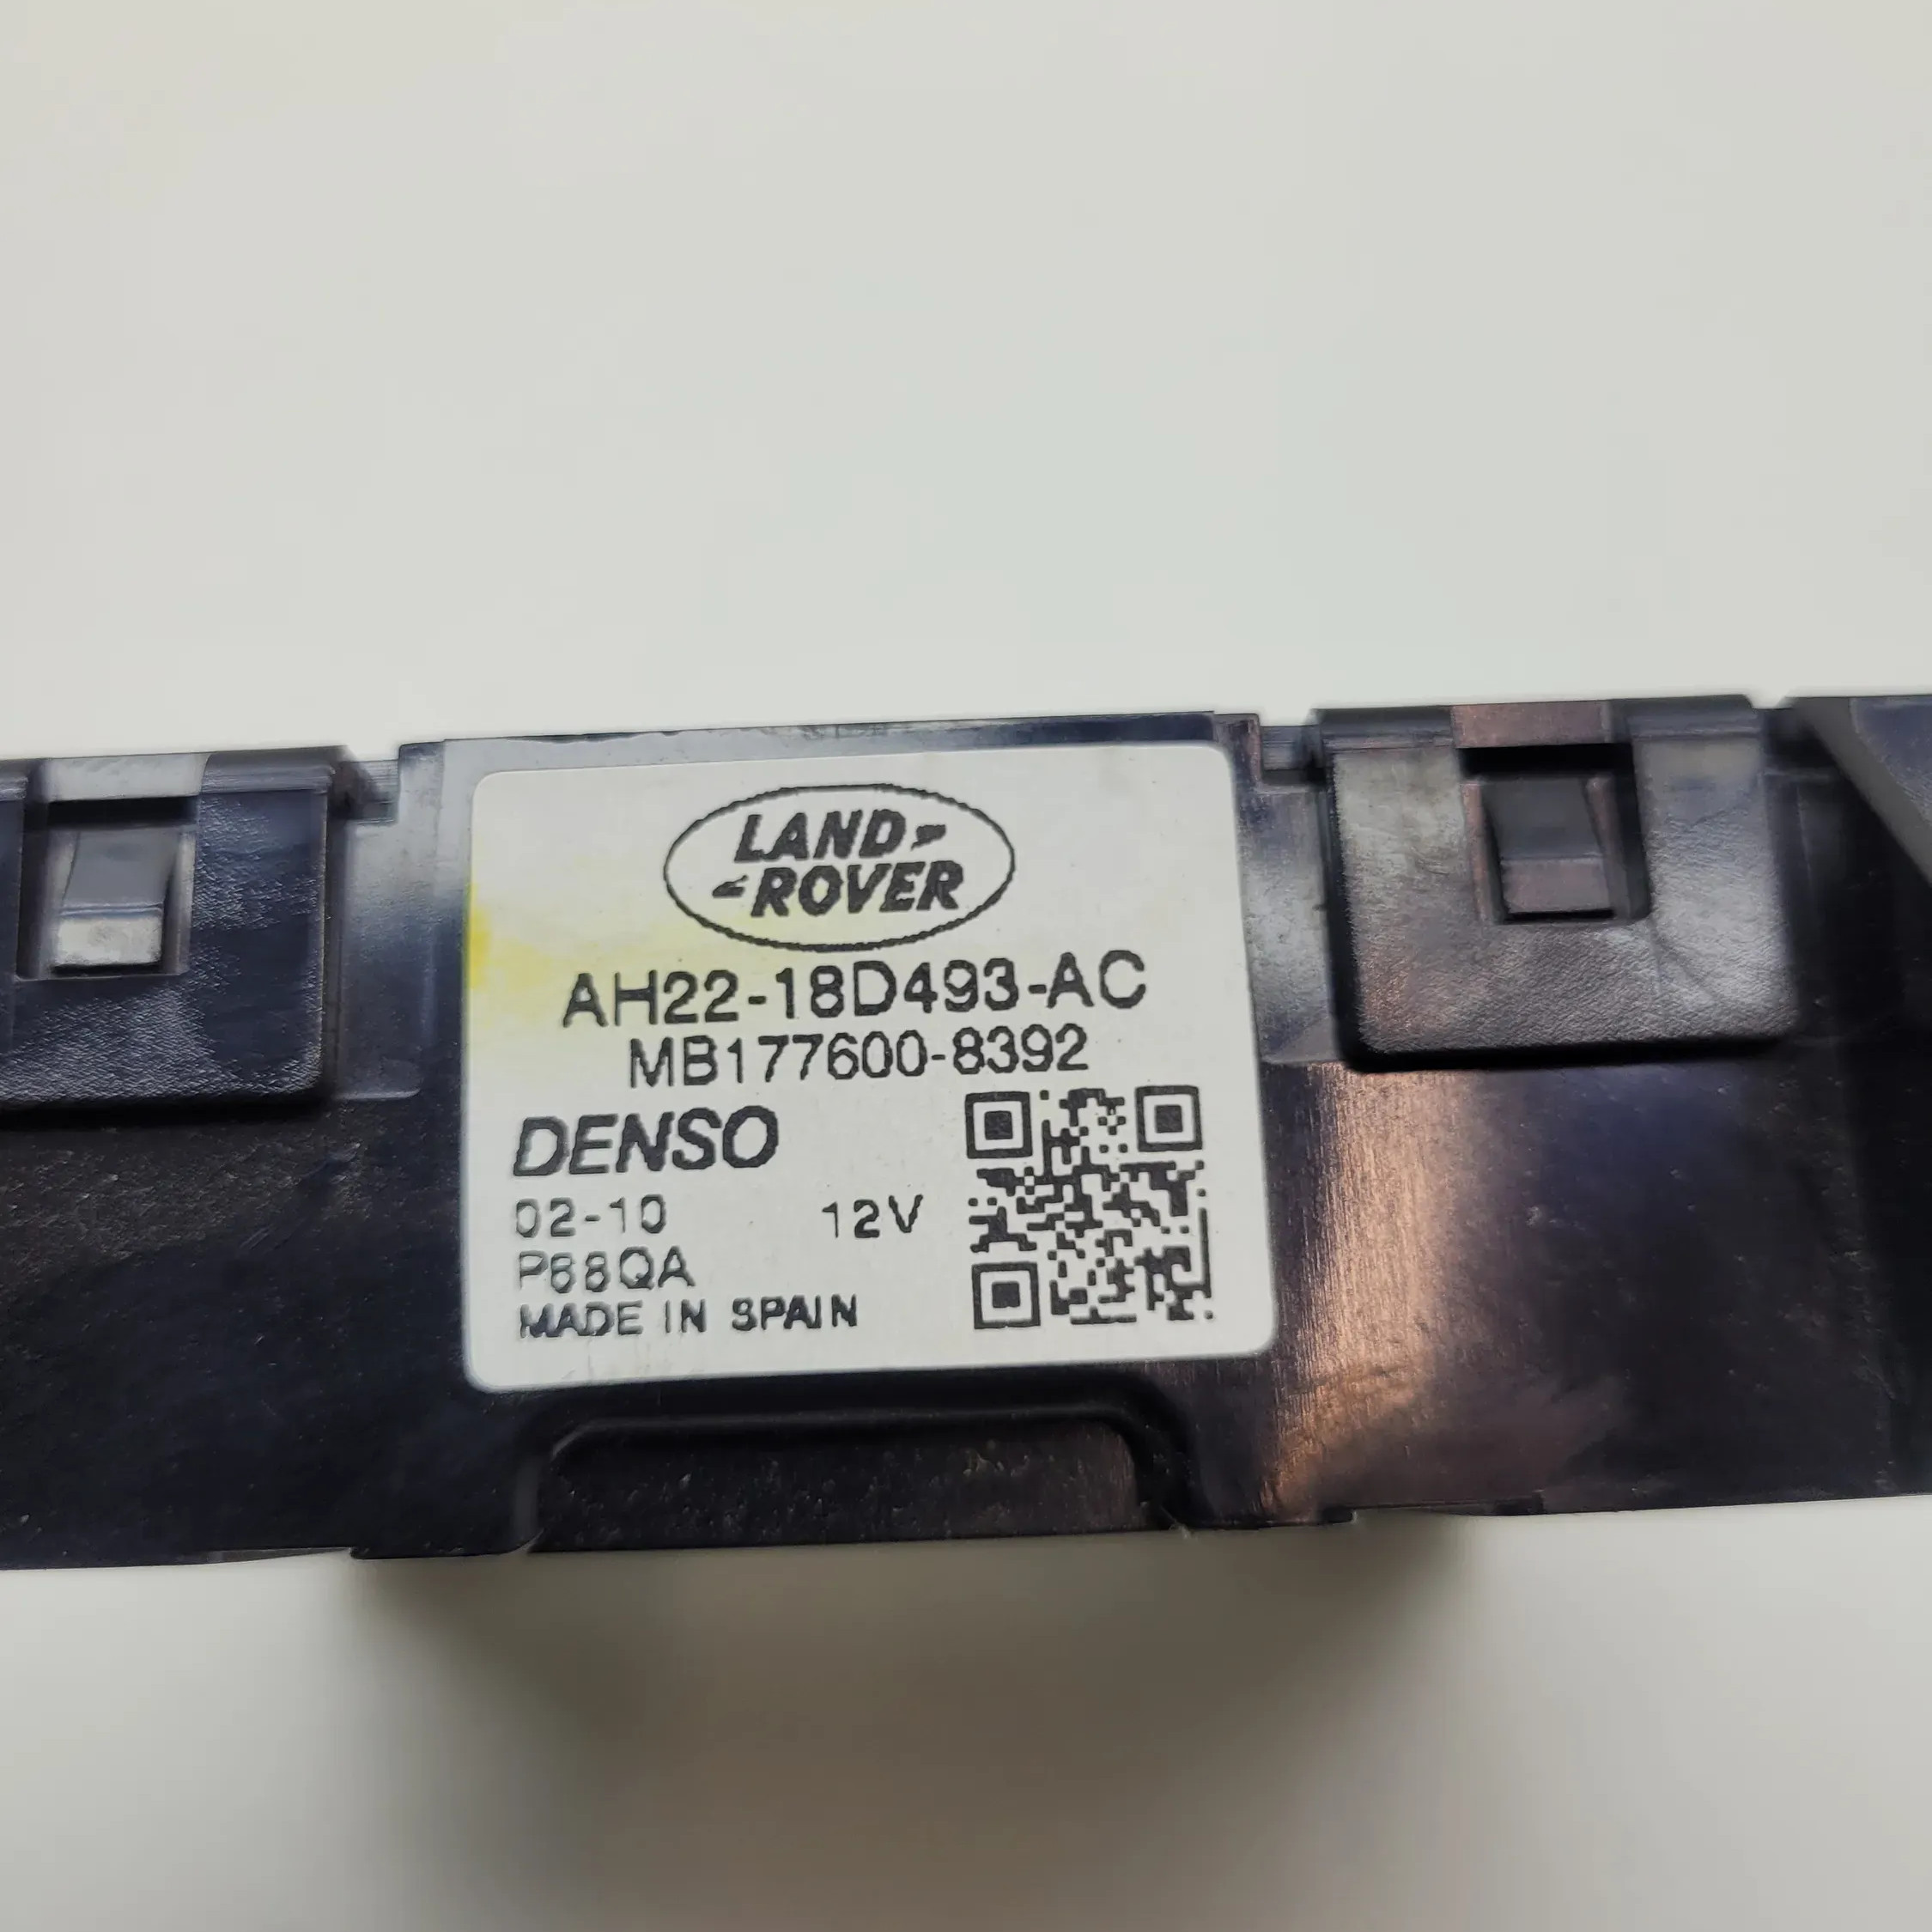 LAND
ROVER
AH22-18D493-AC
MB177600-8392
DENSO
02-10 12V
P68QA
MADE IN SPAIN